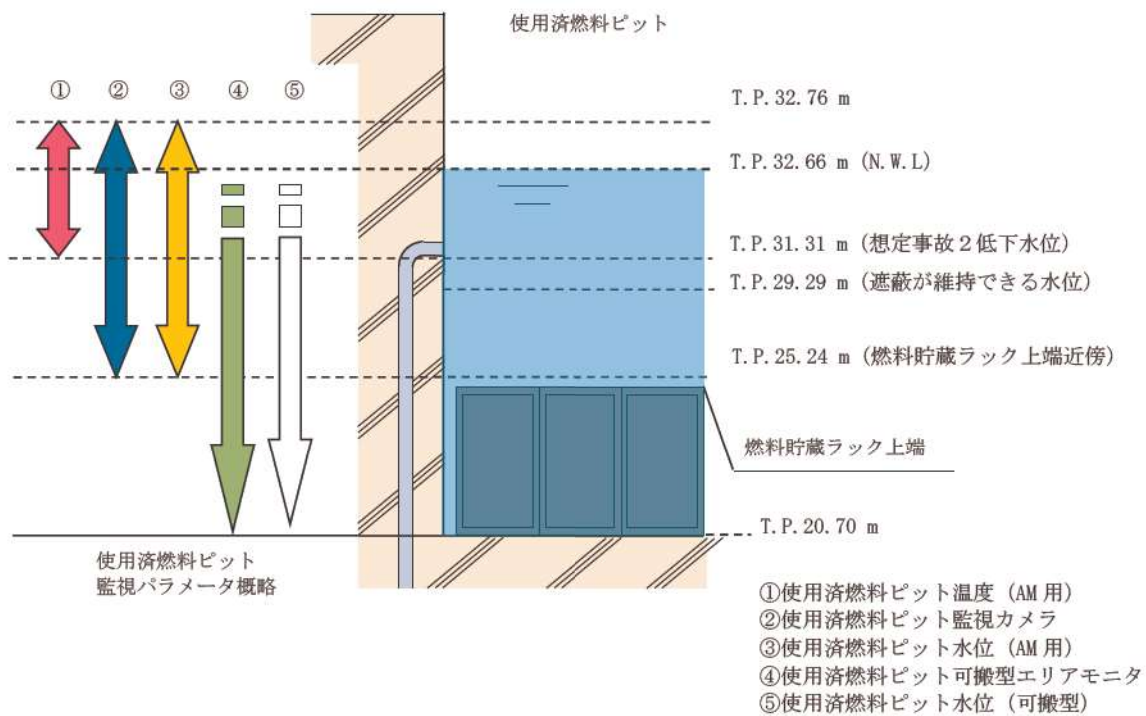 使用済燃料ピット
① ② ③ ④ ⑤
T.P.32.76 m
T.P.32.66 m (N.W.L)
T.P.31.31 m (想定事故2低下水位)
T.P.29.29 m (遮蔽が維持できる水位)
T.P.25.24 m (燃料貯蔵ラック上端近傍)
燃料貯蔵ラック上端
T.P.20.70 m
使用済燃料ピット
監視パラメータ概略
①使用済燃料ピット温度 (AM 用)
②使用済燃料ピット監視カメラ
③使用済燃料ピット水位 (AM 用)
④使用済燃料ピット可搬型エリアモニタ
⑤使用済燃料ピット水位 (可搬型)